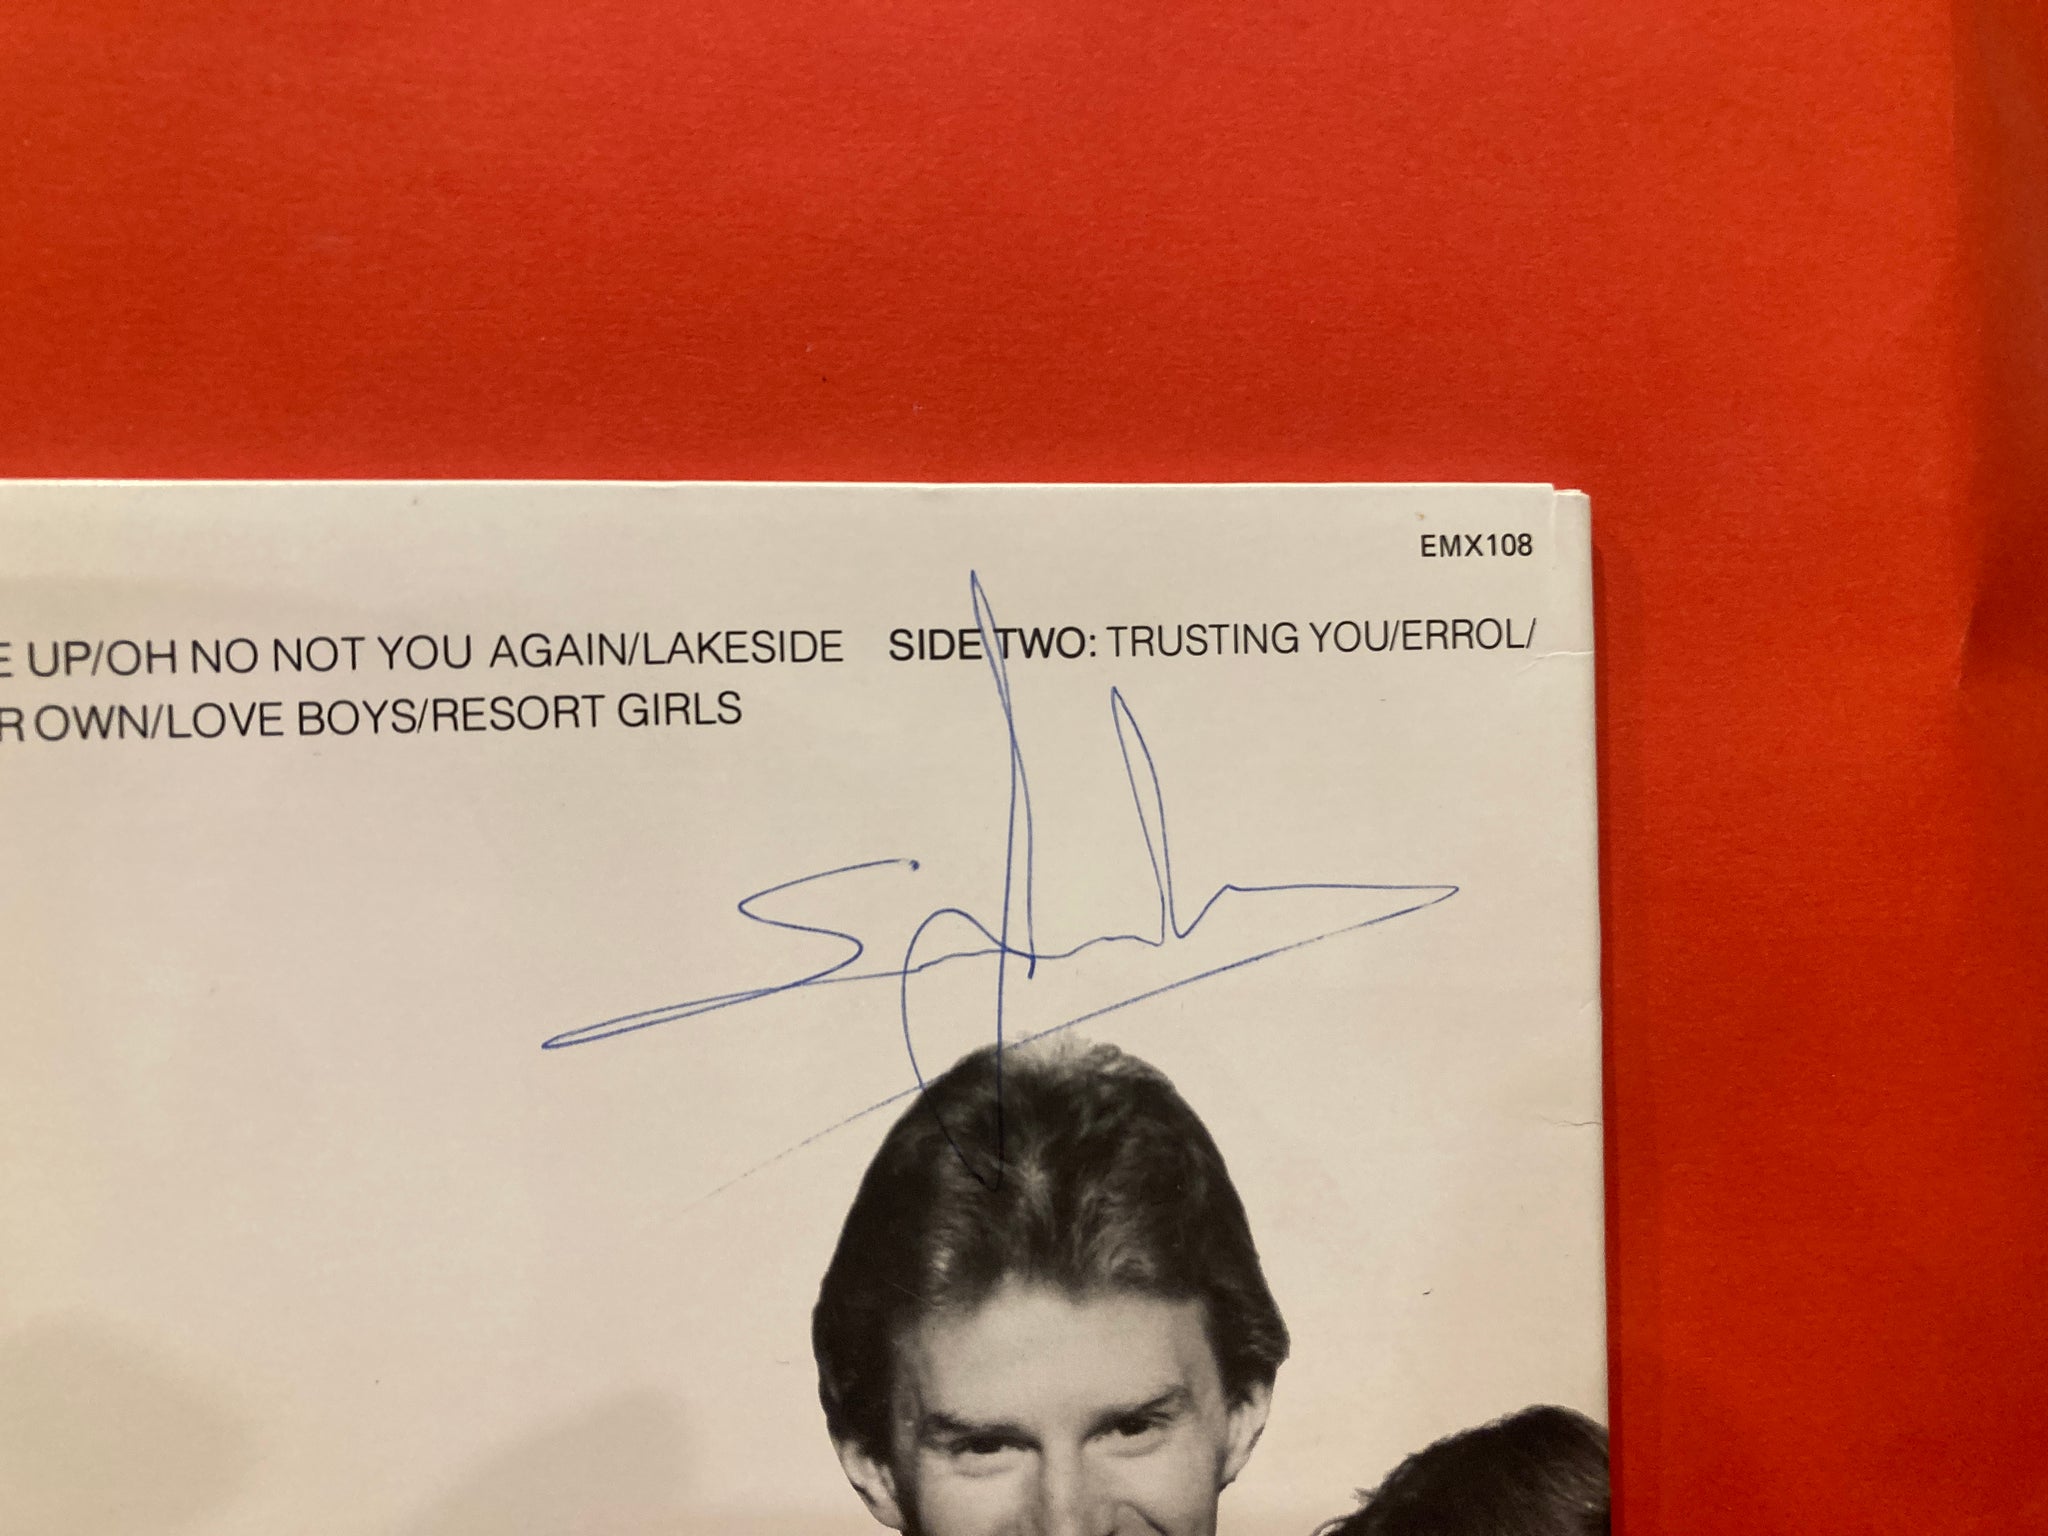 EMX108
E UP/OH NO NOT YOU AGAIN/LAKESIDE SIDE TWO: TRUSTING YOU/ERROL/
R OWN/LOVE BOYS/RESORT GIRLS